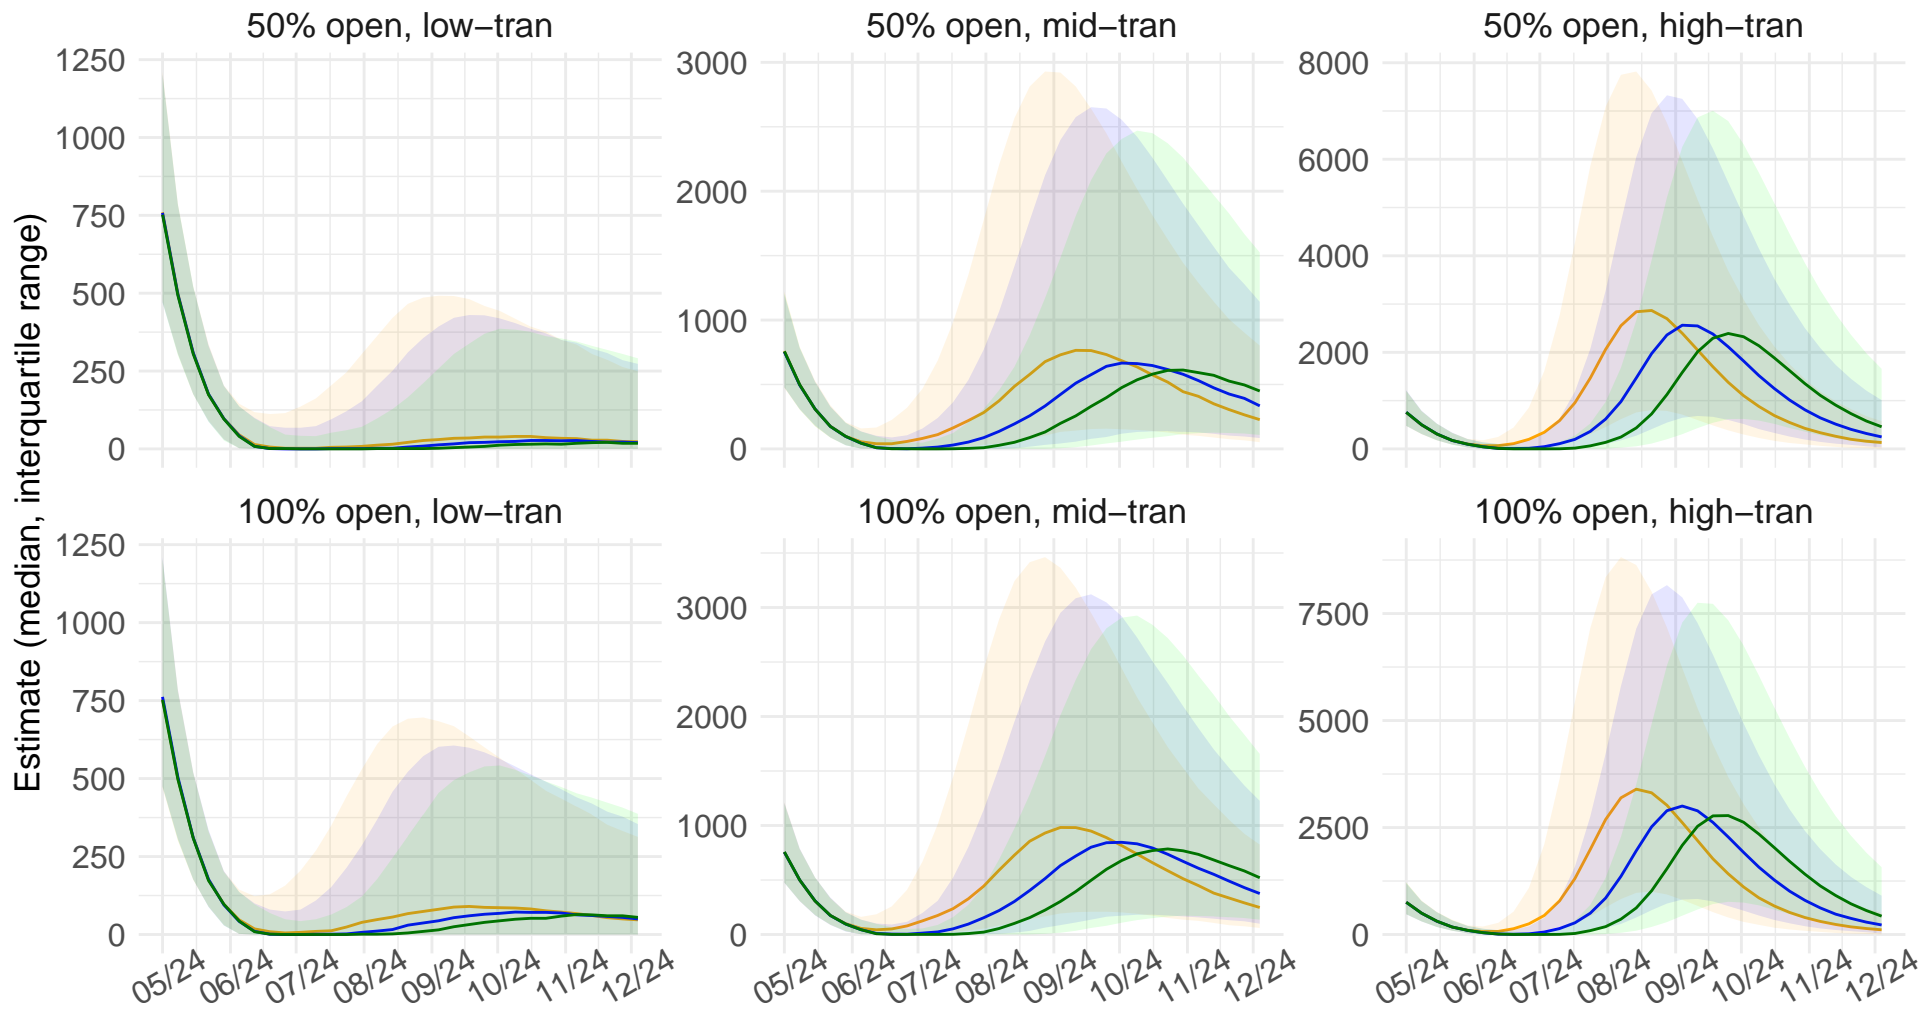 50% open, low−tran
50% open, mid−tran
50% open, high−tran
1250
1000
750
500
250
0
3000
2000
1000
0
8000
6000
4000
2000
0
Estimate (median, interquartile range)
100% open, low−tran
100% open, mid−tran
100% open, high−tran
1250
1000
750
500
250
0
3000
2000
1000
0
7500
5000
2500
0
05/24 06/24 07/24 08/24 09/24 10/24 11/24 12/24
05/24 06/24 07/24 08/24 09/24 10/24 11/24 12/24
05/24 06/24 07/24 08/24 09/24 10/24 11/24 12/24